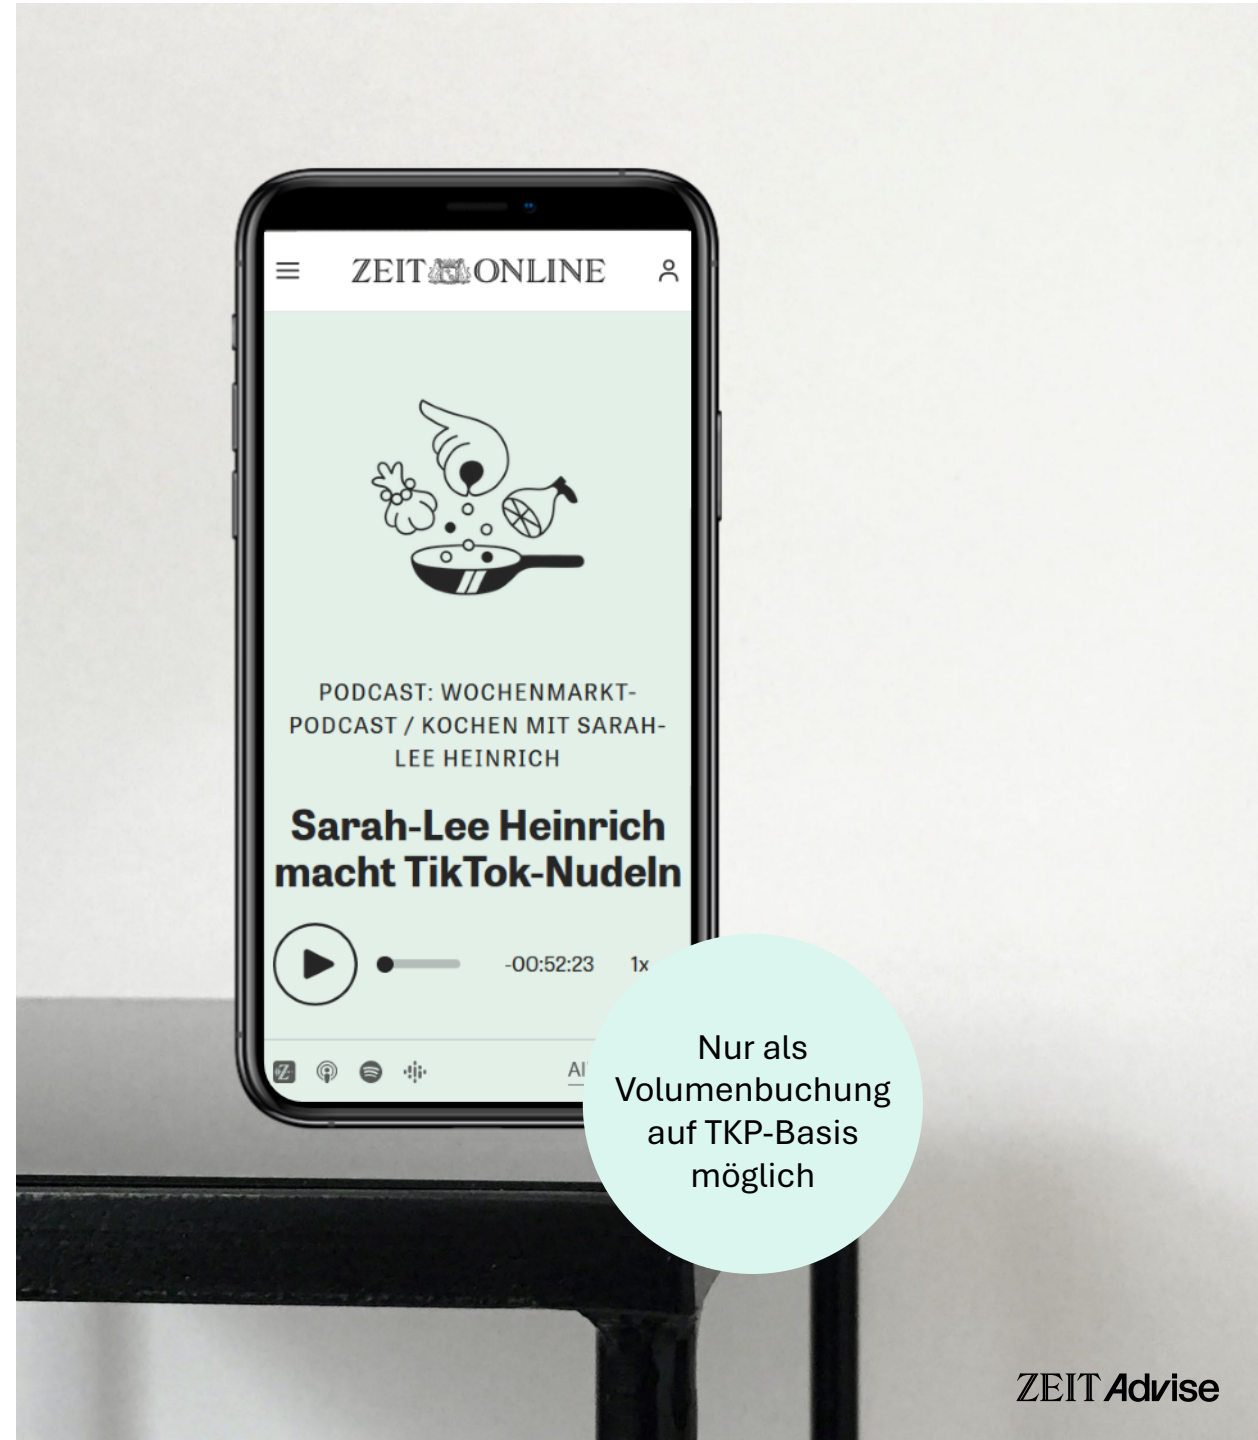 ZEIT ONLINE
PODCAST: WOCHENMARKT-
PODCAST / KOCHEN MIT SARAH-
LEE HEINRICH
Sarah-Lee Heinrich
macht TikTok-Nudeln
-00:52:23 1x
Nur als
Volumenbuchung
auf TKP-Basis
möglich
ZEIT Advise